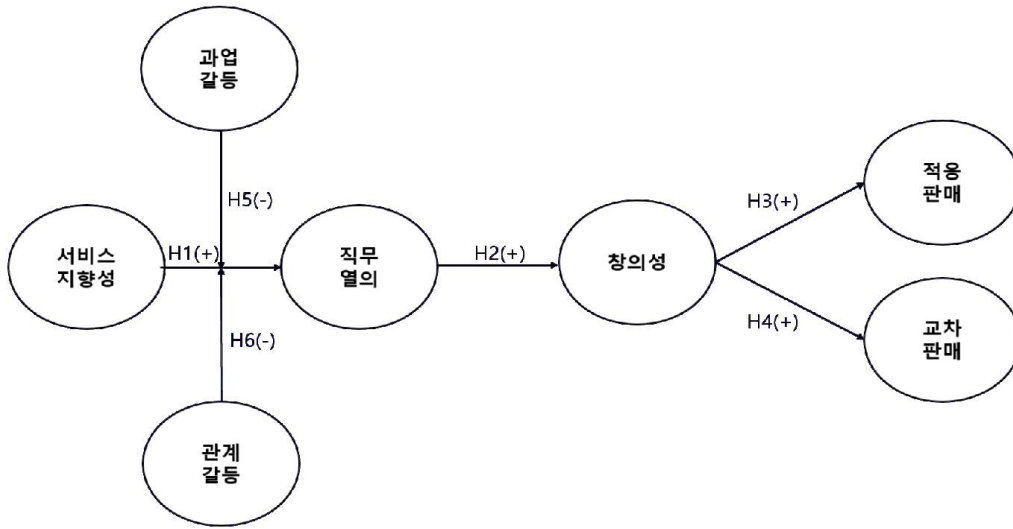 과업
갈등
H5(-)
서비스
지향성
H1(+)
직무
열의
H2(+)
창의성
H3(+)
적응
판매
H4(+)
교차
판매
H6(-)
관계
갈등